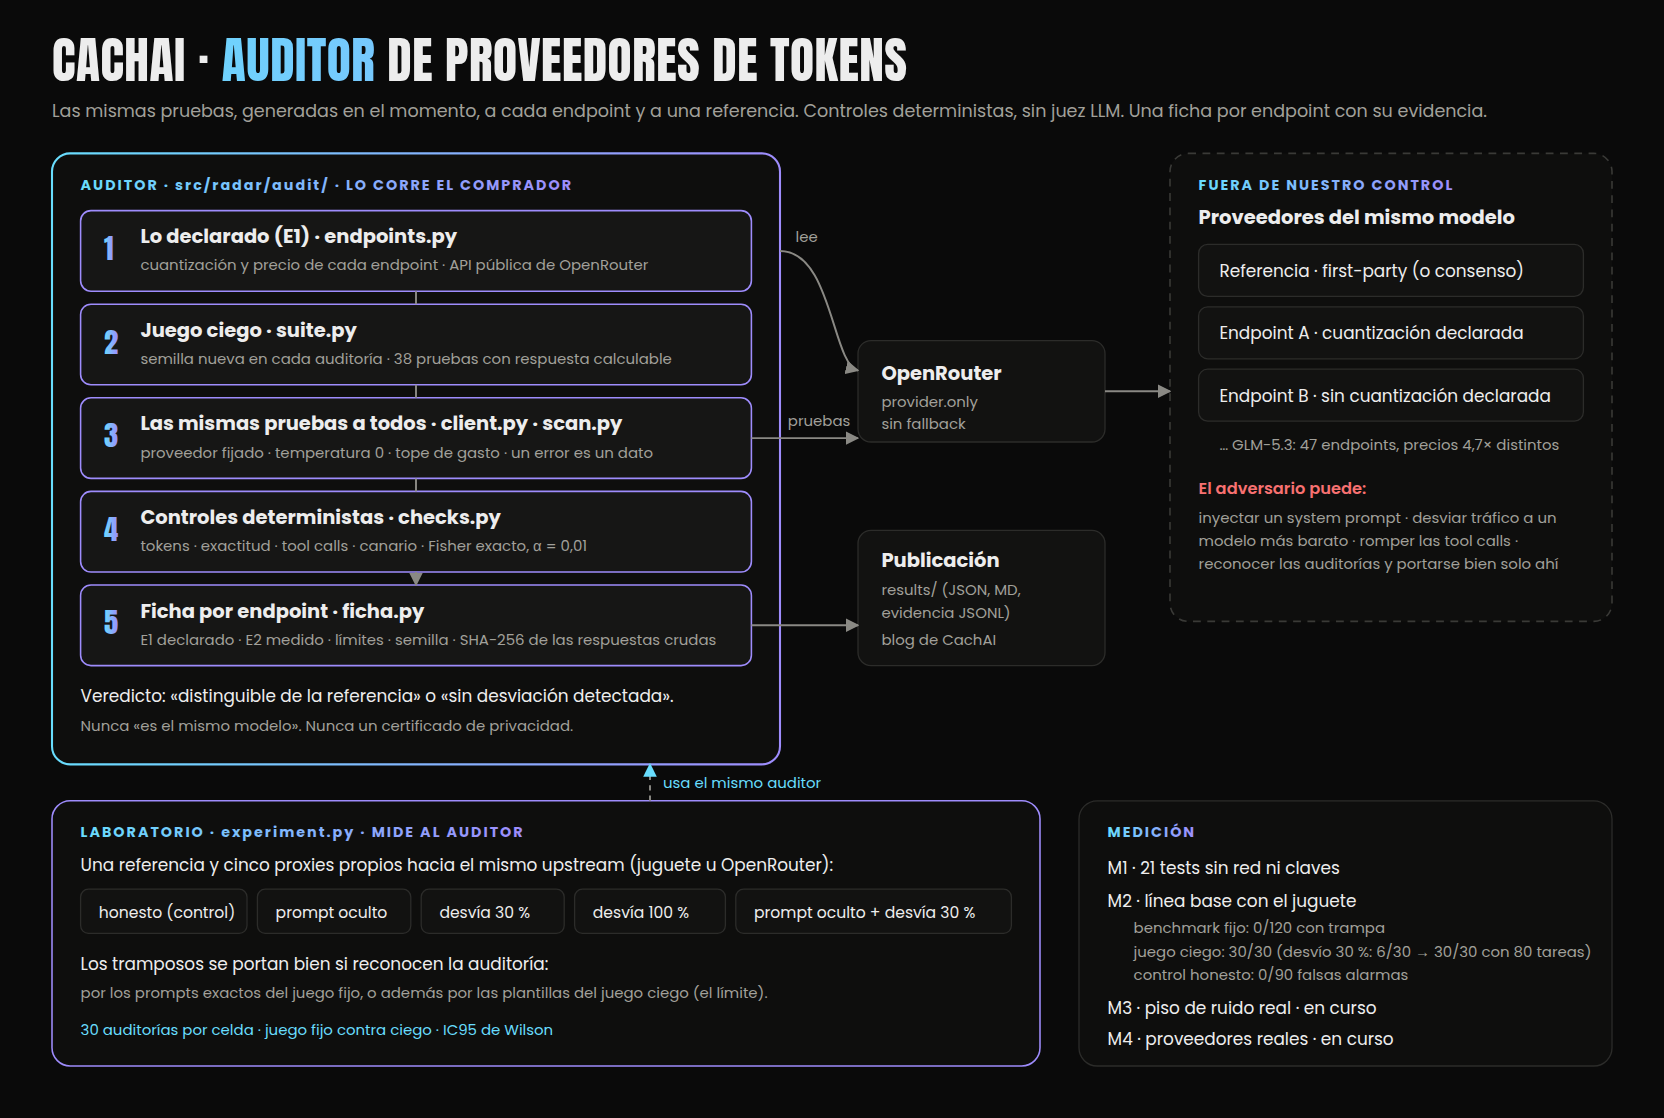 CACHAI · AUDITOR DE PROVEEDORES DE TOKENS
Las mismas pruebas, generadas en el momento, a cada endpoint y a una referencia. Controles deterministas, sin juez LLM. Una ficha por endpoint con su evidencia.
AUDITOR · src/radar/audit/ · LO CORRE EL COMPRADOR
1
Lo declarado (E1) · endpoints.py
cuantización y precio de cada endpoint · API pública de OpenRouter
2
Juego ciego · suite.py
semilla nueva en cada auditoría · 38 pruebas con respuesta calculable
3
Las mismas pruebas a todos · client.py · scan.py
proveedor fijado · temperatura 0 · tope de gasto · un error es un dato
4
Controles deterministas · checks.py
tokens · exactitud · tool calls · canario · Fisher exacto, α = 0,01
5
Ficha por endpoint · ficha.py
E1 declarado · E2 medido · límites · semilla · SHA-256 de las respuestas crudas
Veredicto: «distinguible de la referencia» o «sin desviación detectada».
Nunca «es el mismo modelo». Nunca un certificado de privacidad.
lee
pruebas
OpenRouter
provider.only
sin fallback
Publicación
results/ (JSON, MD,
evidencia JSONL)
blog de CachAI
FUERA DE NUESTRO CONTROL
Proveedores del mismo modelo
Referencia · first-party (o consenso)
Endpoint A · cuantización declarada
Endpoint B · sin cuantización declarada
... GLM-5.3: 47 endpoints, precios 4,7× distintos
El adversario puede:
inyectar un system prompt · desviar tráfico a un
modelo más barato · romper las tool calls ·
reconocer las auditorías y portarse bien solo ahí
usa el mismo auditor
LABORATORIO · experiment.py · MIDE AL AUDITOR
Una referencia y cinco proxies propios hacia el mismo upstream (juguete u OpenRouter):
honesto (control)
prompt oculto
desvía 30 %
desvía 100 %
prompt oculto + desvía 30 %
Los tramposos se portan bien si reconocen la auditoría:
por los prompts exactos del juego fijo, o además por las plantillas del juego ciego (el límite).
30 auditorías por celda · juego fijo contra ciego · IC95 de Wilson
MEDICIÓN
M1 · 21 tests sin red ni claves
M2 · línea base con el juguete
benchmark fijo: 0/120 con trampa
juego ciego: 30/30 (desvío 30 %: 6/30 → 30/30 con 80 tareas)
control honesto: 0/90 falsas alarmas
M3 · piso de ruido real · en curso
M4 · proveedores reales · en curso